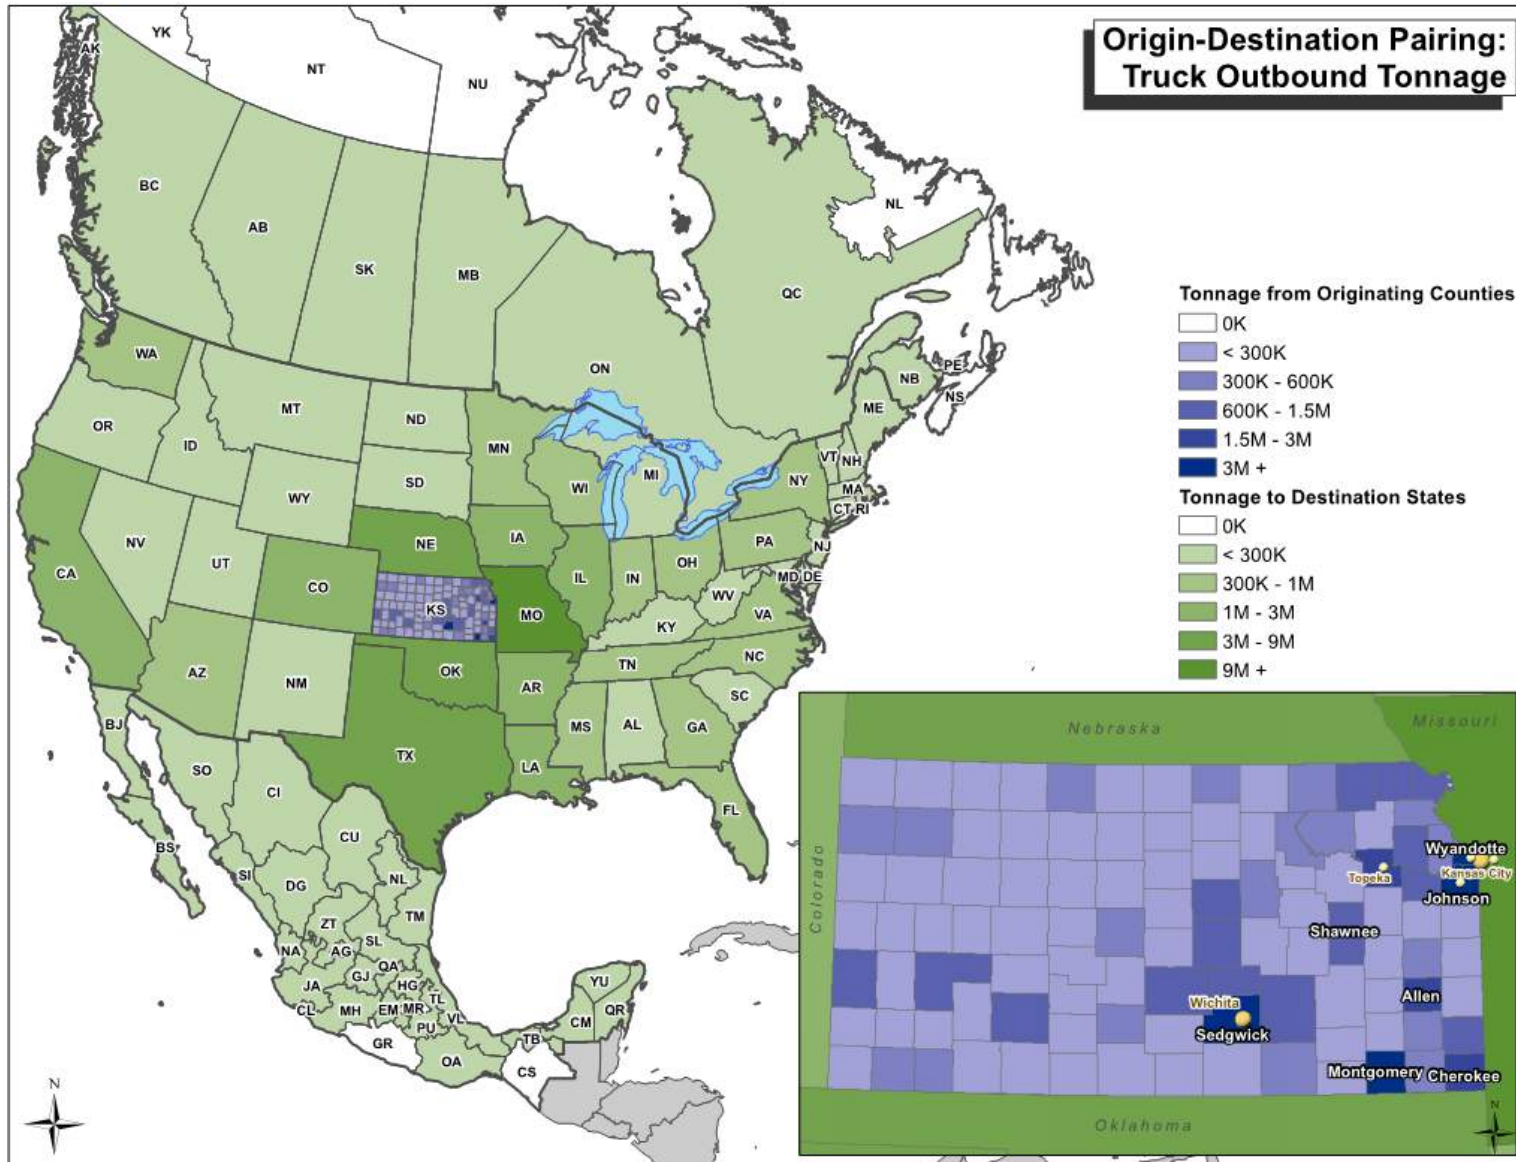 Origin-Destination Pairing:
Truck Outbound Tonnage
YK
AK
NT
NU
BC
AB
SK
MB
ON
QC
NL
NB
PE
NS
ME
WA
OR
ID
MT
ND
MN
SD
WY
WI
MI
NY
VT
NH
MA
CT
RI
NV
UT
CA
CO
NE
IA
IL
IN
OH
PA
NJ
MD
DE
WV
VA
KY
KS
MO
AZ
NM
OK
AR
TN
NC
SC
MS
AL
GA
TX
LA
FL
BJ
SO
CI
BS
CU
SI
DG
NL
TM
ZT
SL
NA
AG
QA
GJ
HG
JA
CL
MH
EM
MR
TL
PU
VL
GR
OA
TB
CS
CM
YU
QR
N
Tonnage from Originating Counties
0K
< 300K
300K - 600K
600K - 1.5M
1.5M - 3M
3M +
Tonnage to Destination States
0K
< 300K
300K - 1M
1M - 3M
3M - 9M
9M +
Nebraska
Missouri
Colorado
Wyandotte
Kansas City
Topeka
Johnson
Shawnee
Allen
Wichita
Sedgwick
Montgomery
Cherokee
Oklahoma
N